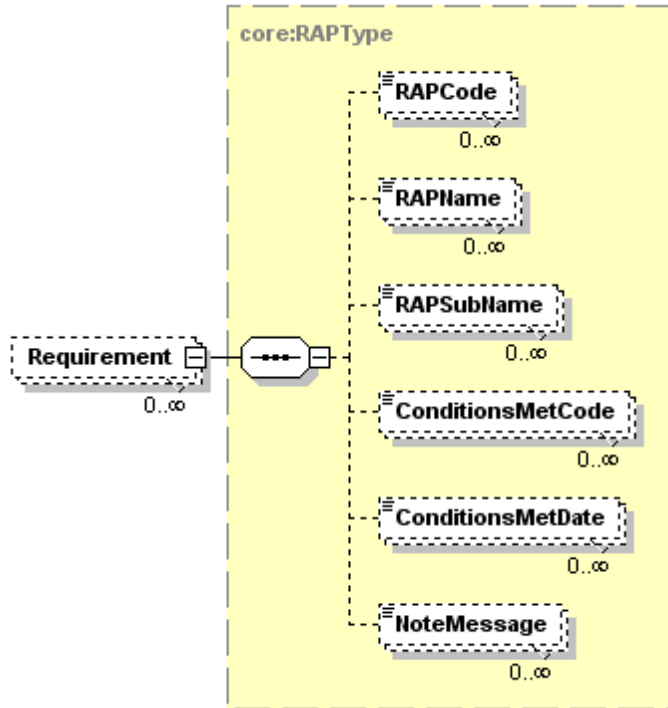 core:RAPType
RAPCode
0..∞
RAPName
0..∞
RAPSubName
0..∞
Requirement
0..∞
ConditionsMetCode
0..∞
ConditionsMetDate
0..∞
NoteMessage
0..∞